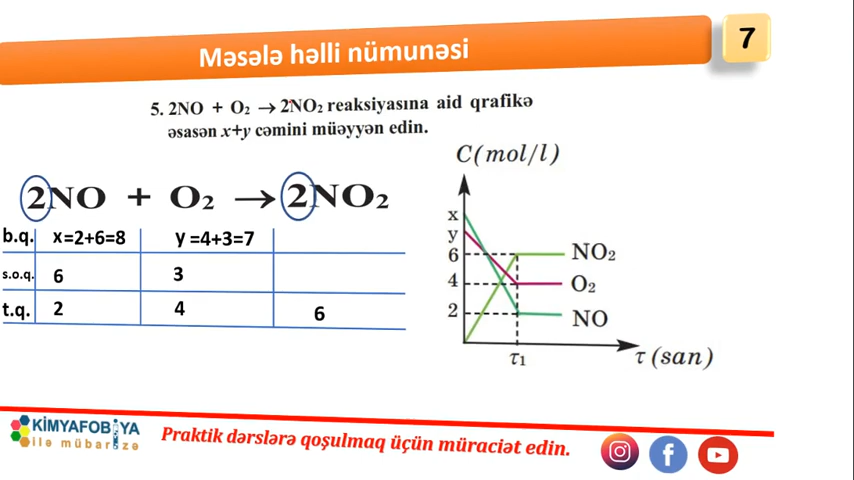 Məsələ həlli nümunəsi
7
5. 2NO + O₂ → 2NO₂ reaksiyasına aid qrafikə
əsasən x+y cəmini müəyyən edin.
2NO + O₂ → 2NO₂
b.q. x=2+6=8 y =4+3=7
s.o.q. 6 3
t.q. 2 4 6
C(mol/l)
x
y
6 NO₂
4 O₂
2 NO
τ₁ τ(san)
KİMYAFOBİYA
ilə mübarizə
Praktik dərslərə qoşulmaq üçün müraciət edin.